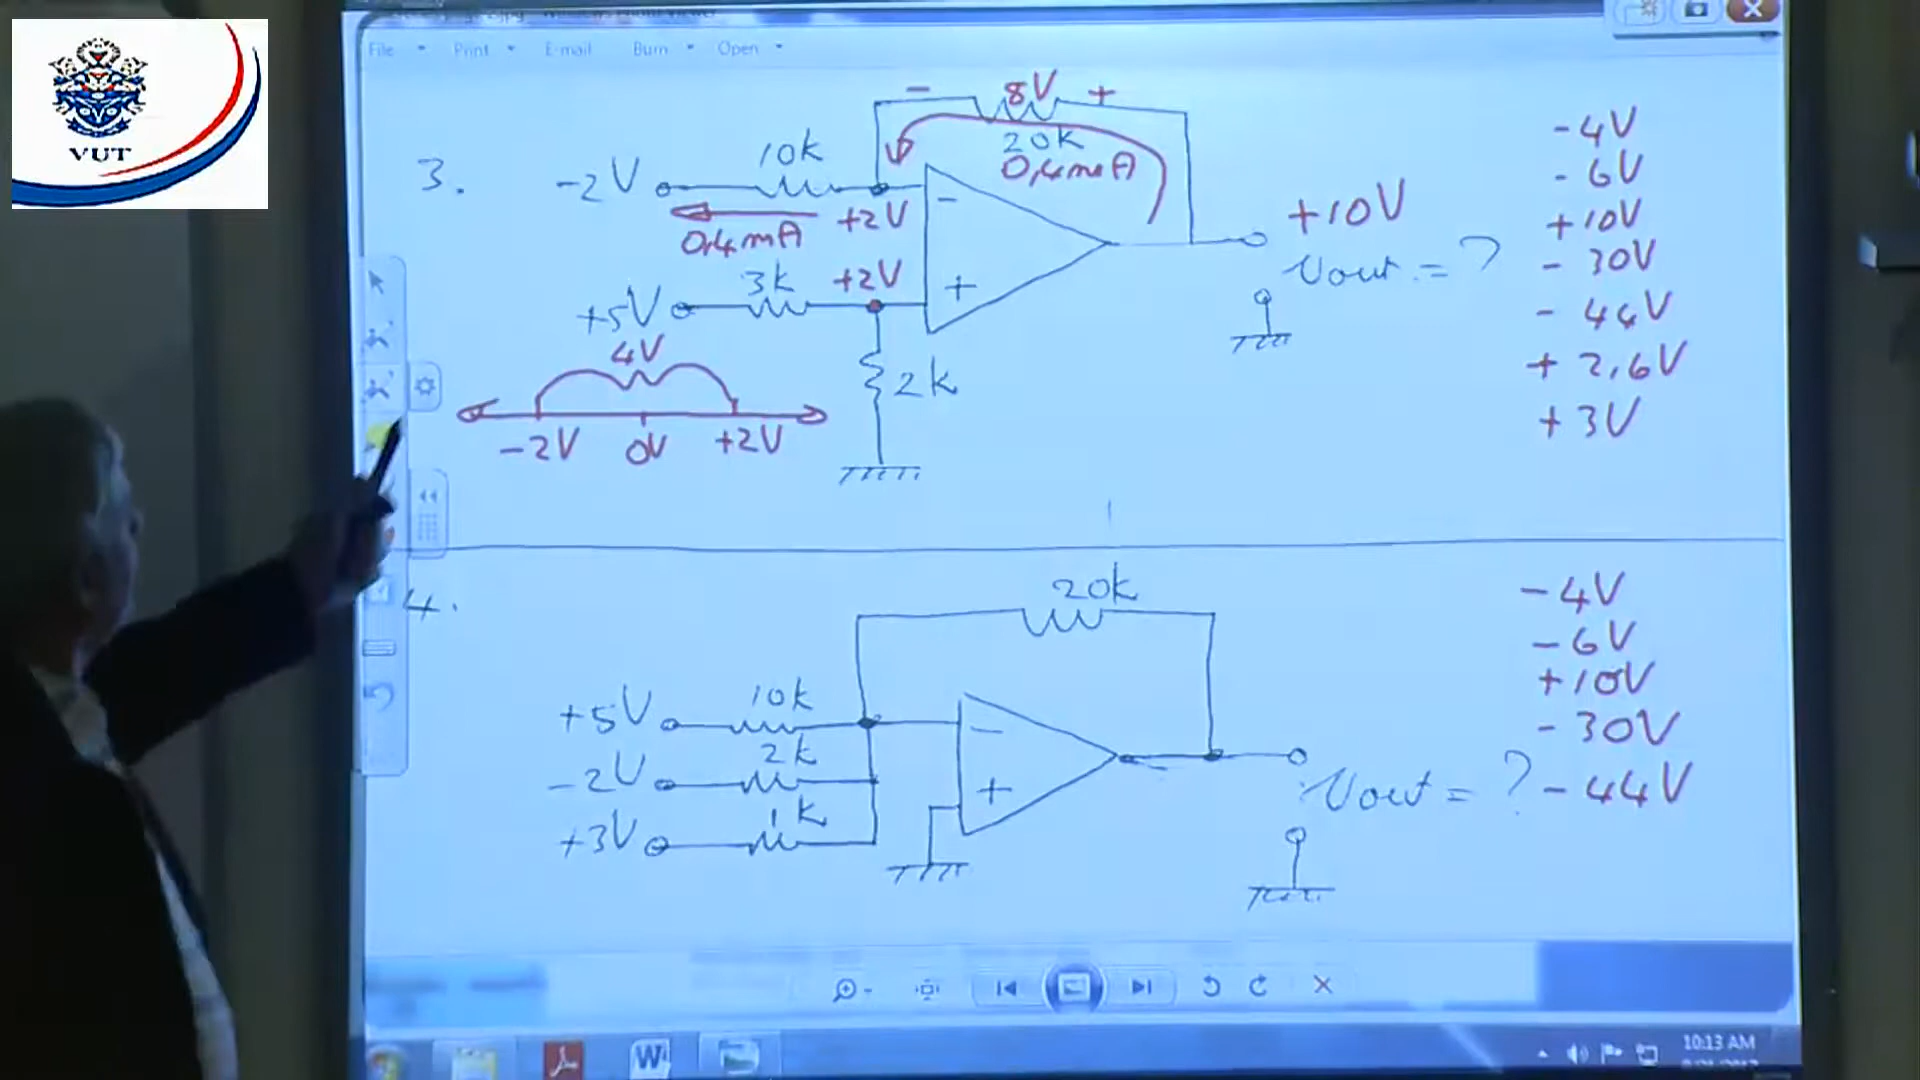 VUT
File Print E-mail Burn Open
3.
- 8V +
20k
0,4mA
-2V 10k
+2V
0,4mA
-
+5V 3k +2V
+
2k
+10V
Vout = ?
4V
-2V 0V +2V
-4V
-6V
+10V
- 30V
- 44V
+ 2,6V
+ 3V
4.
20k
+5V 10k
-2V 2k
+3V 1k
-
+
Vout = ?
-4V
-6V
+10V
- 30V
- 44V
W
10:13 AM